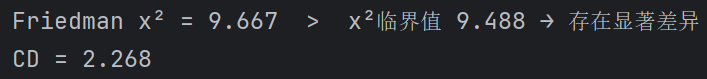 Friedman x² = 9.667  >  x²临界值 9.488 → 存在显著差异
CD = 2.268